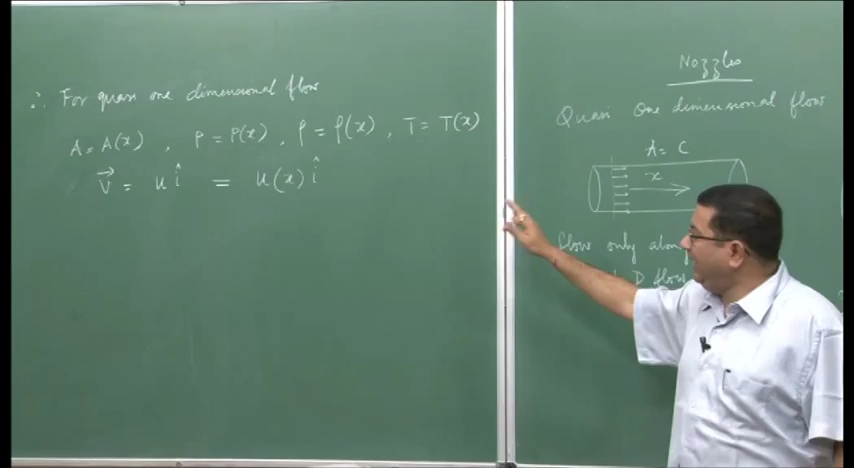 ∴ For quasi one dimensional flow
A = A(x) , P = P(x) , ρ = ρ(x) , T = T(x)
V⃗ = u î = u(x) î
Nozzles
Quasi One dimensional flow
A = C
x
Flow only along
D flow